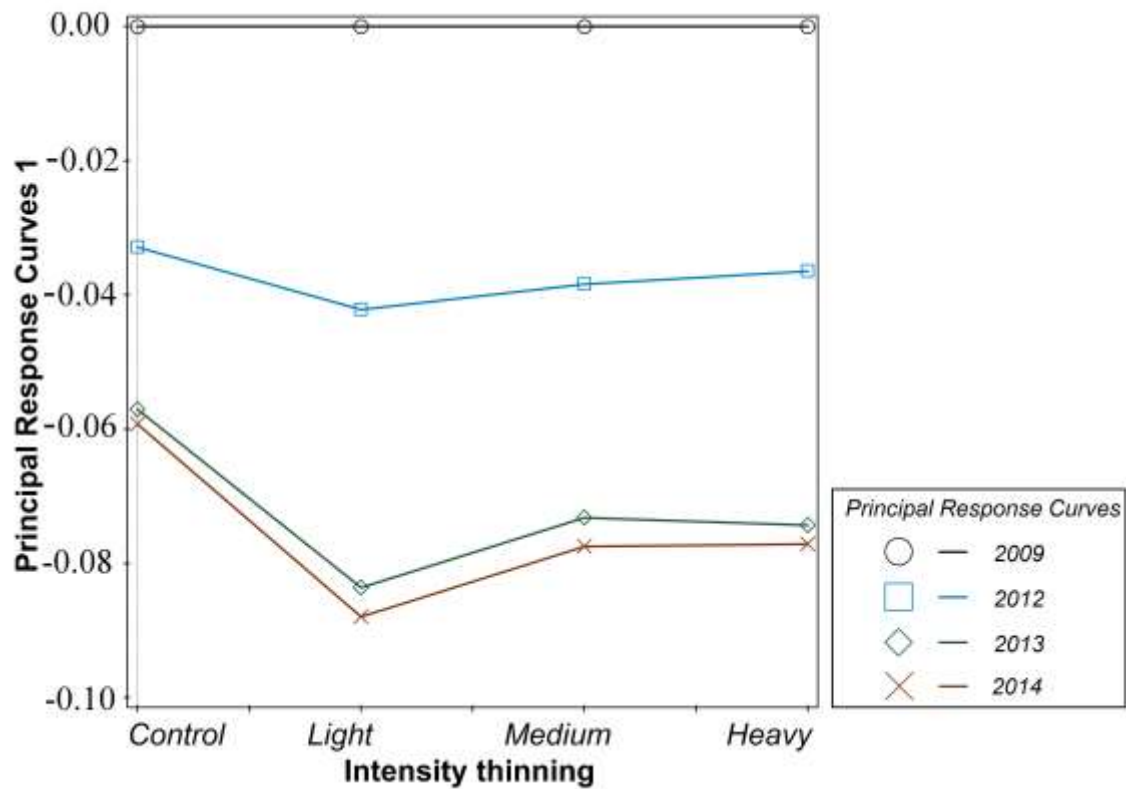 Principal Response Curves 1
0.00
-0.02
-0.04
-0.06
-0.08
-0.10
Control Light Medium Heavy
Intensity thinning
Principal Response Curves
2009
2012
2013
2014